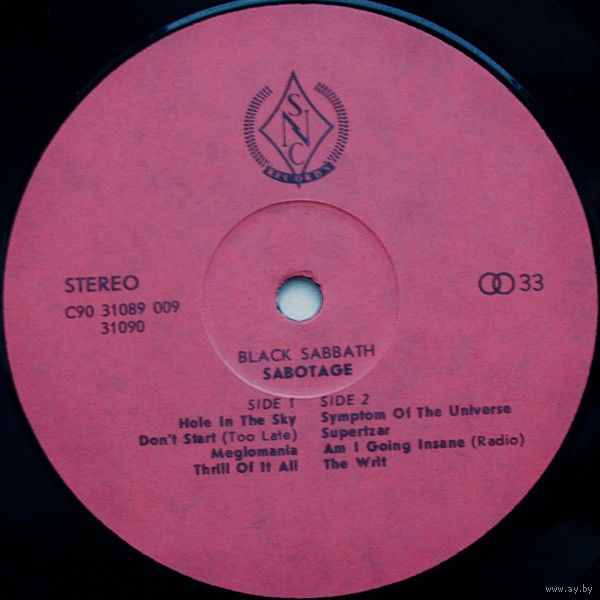 SNC
RECORDS
STEREO
C90 31089 009
31090
33
BLACK SABBATH
SABOTAGE
SIDE 1
Hole In The Sky
Don't Start (Too Late)
Meglomania
Thrill Of It All
SIDE 2
Symptom Of The Universe
Supertzar
Am I Going Insane (Radio)
The Writ
www.ay.by